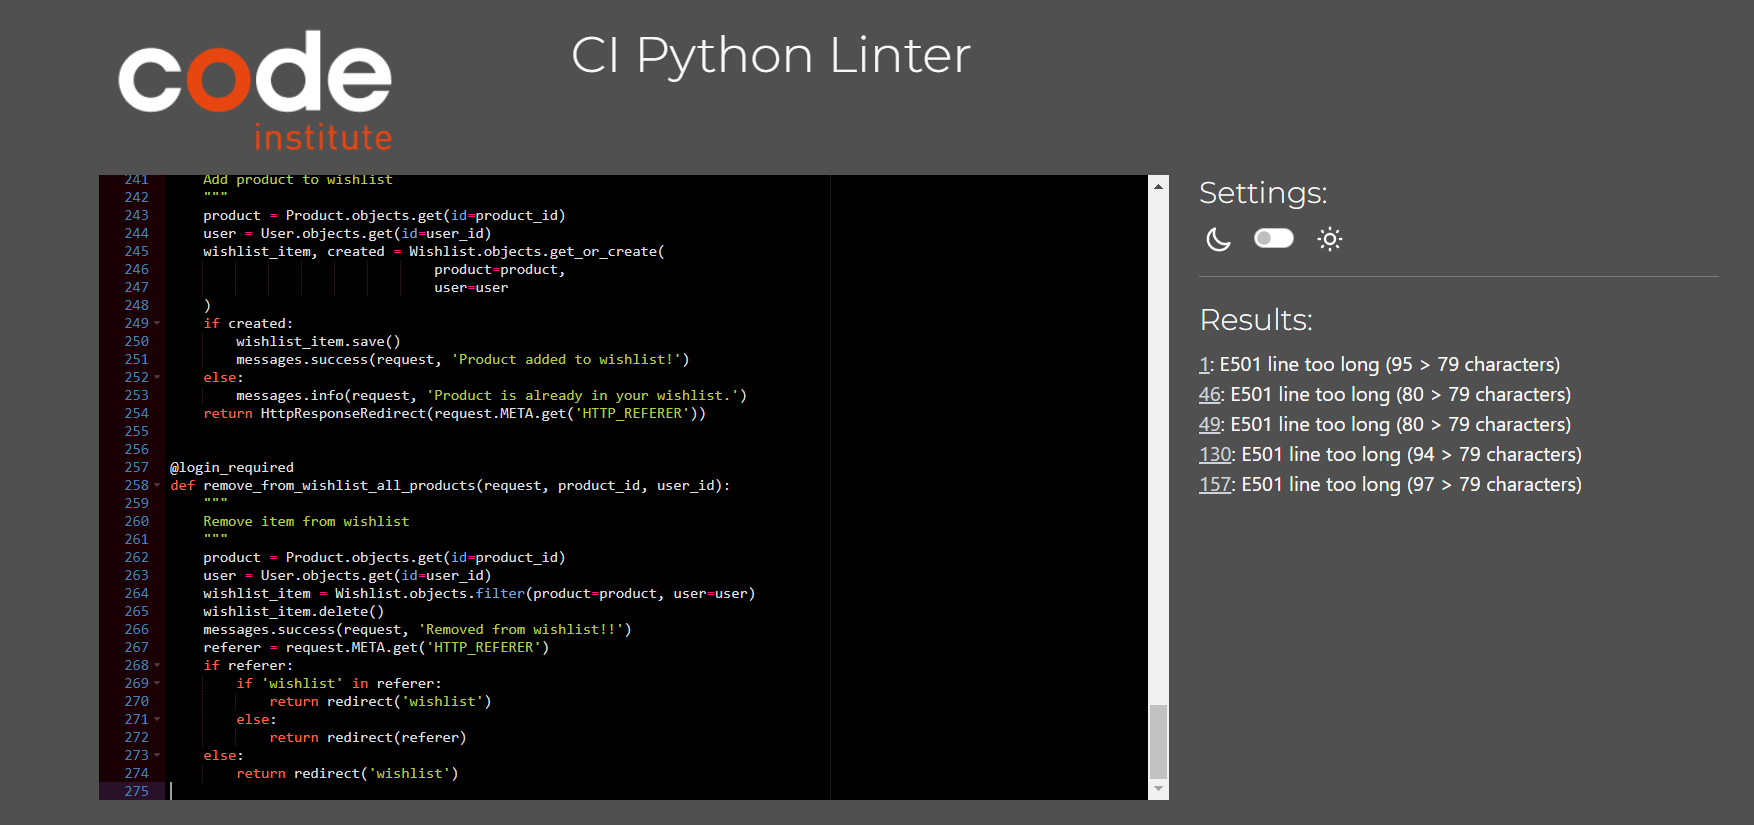 code
institute
CI Python Linter
241 Add product to wishlist
242 """
243 product = Product.objects.get(id=product_id)
244 user = User.objects.get(id=user_id)
245 wishlist_item, created = Wishlist.objects.get_or_create(
246 product=product,
247 user=user
248 )
249 if created:
250 wishlist_item.save()
251 messages.success(request, 'Product added to wishlist!')
252 else:
253 messages.info(request, 'Product is already in your wishlist.')
254 return HttpResponseRedirect(request.META.get('HTTP_REFERER'))
255
256
257 @login_required
258 def remove_from_wishlist_all_products(request, product_id, user_id):
259 """
260 Remove item from wishlist
261 """
262 product = Product.objects.get(id=product_id)
263 user = User.objects.get(id=user_id)
264 wishlist_item = Wishlist.objects.filter(product=product, user=user)
265 wishlist_item.delete()
266 messages.success(request, 'Removed from wishlist!!')
267 referer = request.META.get('HTTP_REFERER')
268 if referer:
269 if 'wishlist' in referer:
270 return redirect('wishlist')
271 else:
272 return redirect(referer)
273 else:
274 return redirect('wishlist')
275
Settings:
Results:
1: E501 line too long (95 > 79 characters)
46: E501 line too long (80 > 79 characters)
49: E501 line too long (80 > 79 characters)
130: E501 line too long (94 > 79 characters)
157: E501 line too long (97 > 79 characters)